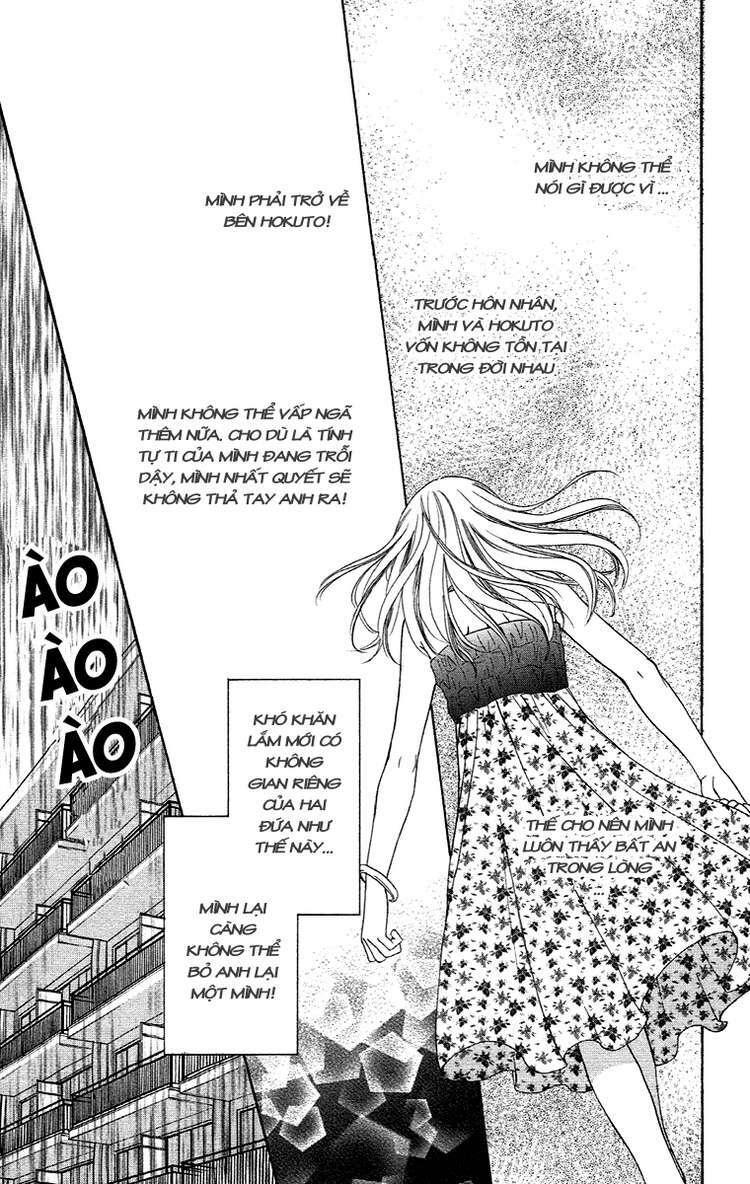 MÌNH KHÔNG THỂ
NÓI GÌ ĐƯỢC VÌ ...
TRƯỚC HÔN NHÂN,
MÌNH VÀ HOKUTO
VỐN KHÔNG TỒN TẠI
TRONG ĐỜI NHAU
THẾ CHO NÊN MÌNH
LUÔN THẤY BẤT AN
TRONG LÒNG
...
MÌNH PHẢI TRỞ VỀ
BÊN HOKUTO!
MÌNH KHÔNG THỂ VẤP NGÃ
THÊM NỮA. CHO DÙ LÀ TÍNH
TỰ TI CỦA MÌNH ĐANG TRỖI
DẬY, MÌNH NHẤT QUYẾT SẼ
KHÔNG THẢ TAY ANH RA!
KHÓ KHĂN
LẮM MỚI CÓ
KHÔNG
GIAN RIÊNG
CỦA HAI
ĐỨA NHƯ
THẾ NÀY...
MÌNH LẠI
CÀNG
KHÔNG THỂ
BỎ ANH LẠI
MỘT MÌNH!
ÀO
ÀO
ÀO